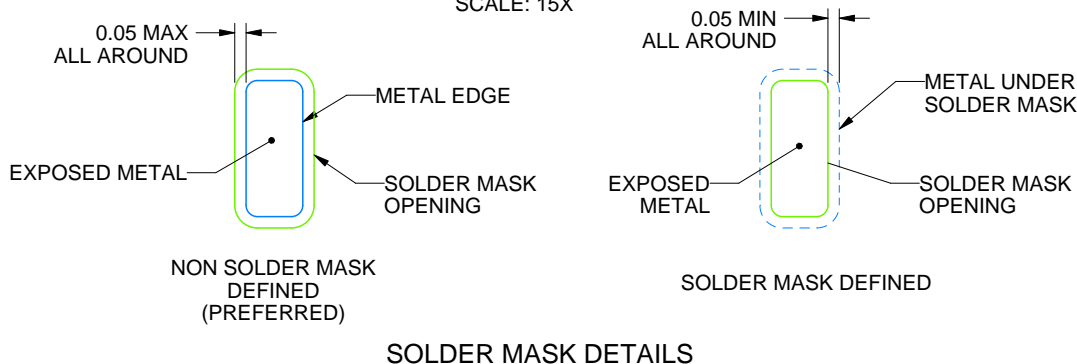 SCALE: 15X
0.05 MAX
ALL AROUND
METAL EDGE
EXPOSED METAL
SOLDER MASK
OPENING
NON SOLDER MASK
DEFINED
(PREFERRED)
0.05 MIN
ALL AROUND
METAL UNDER
SOLDER MASK
EXPOSED
METAL
SOLDER MASK
OPENING
SOLDER MASK DEFINED
SOLDER MASK DETAILS